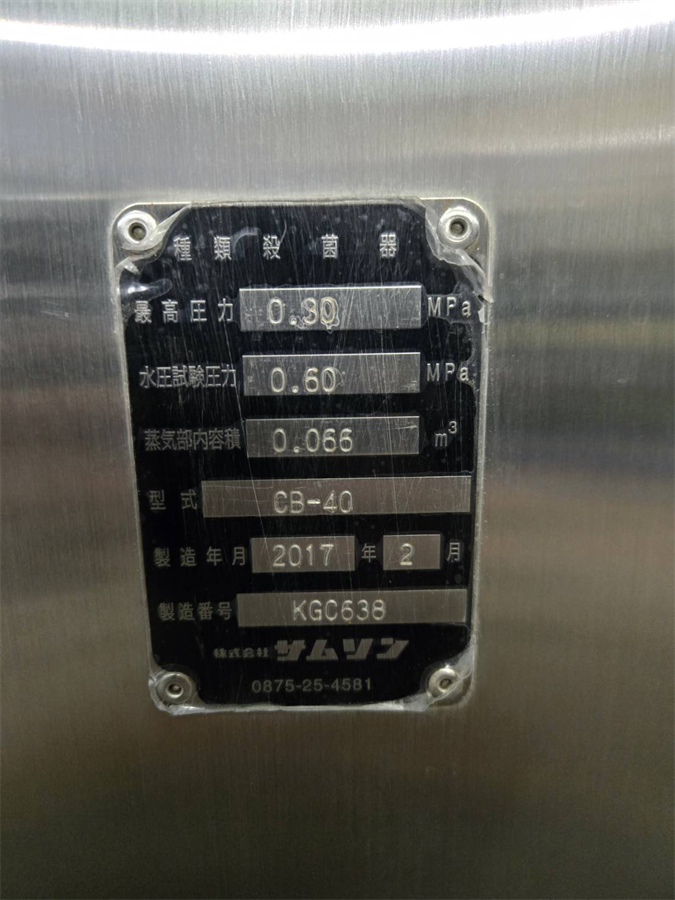 種類殺菌器
最高圧力 0.30 MPa
水圧試験圧力 0.60 MPa
蒸気部内容積 0.066 m³
型式 CB-40
製造年月 2017 年 2 月
製造番号 KGC638
株式会社 サムソン
0875-25-4581